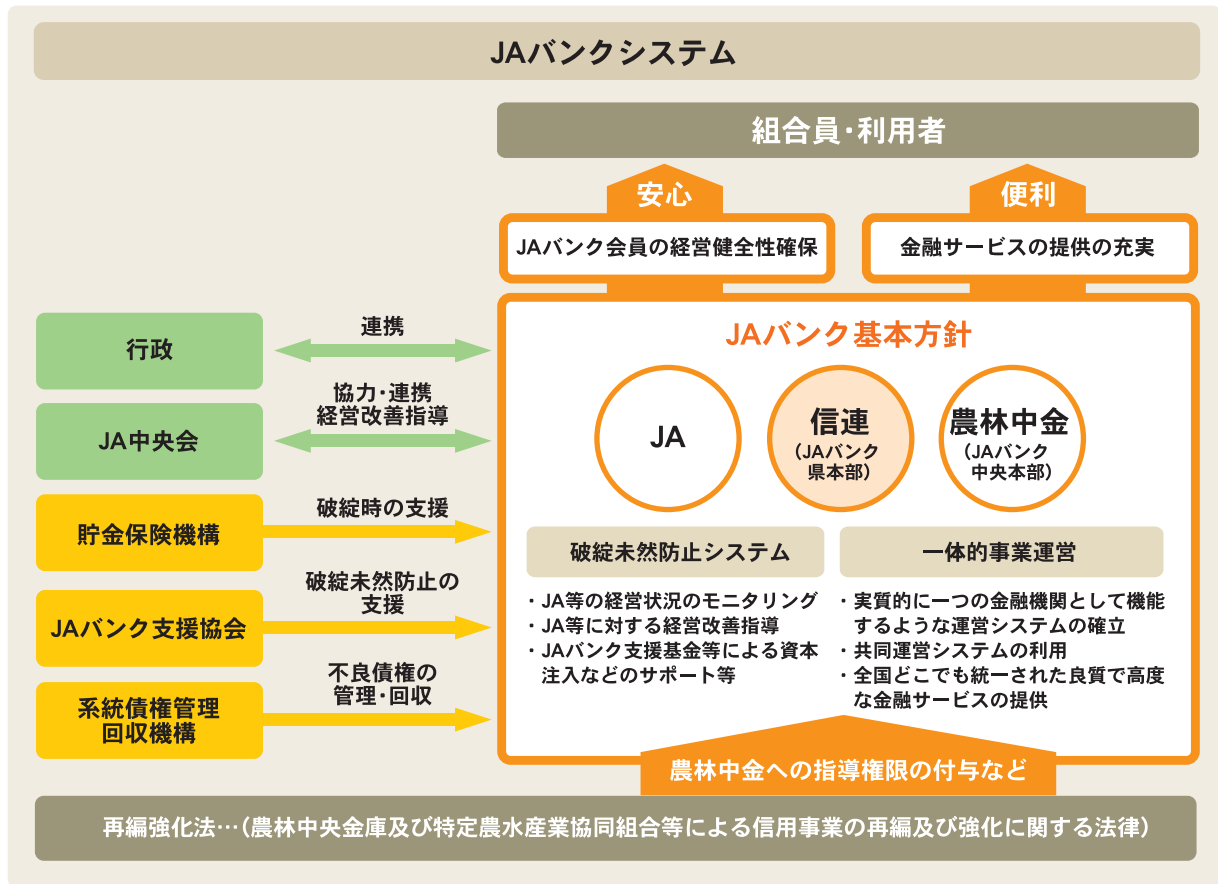 JAバンクシステム
組合員・利用者
安心
便利
JAバンク会員の経営健全性確保
金融サービスの提供の充実
行政
連携
JA中央会
協力・連携
経営改善指導
貯金保険機構
破綻時の支援
JAバンク支援協会
破綻未然防止の
支援
系統債権管理
回収機構
不良債権の
管理・回収
JAバンク基本方針
JA
信連
(JAバンク
県本部)
農林中金
(JAバンク
中央本部)
破綻未然防止システム
・JA等の経営状況のモニタリング
・JA等に対する経営改善指導
・JAバンク支援基金等による資本
注入などのサポート等
一体的事業運営
・実質的に一つの金融機関として機能
するような運営システムの確立
・共同運営システムの利用
・全国どこでも統一された良質で高度
な金融サービスの提供
農林中金への指導権限の付与など
再編強化法…(農林中央金庫及び特定農水産業協同組合等による信用事業の再編及び強化に関する法律)